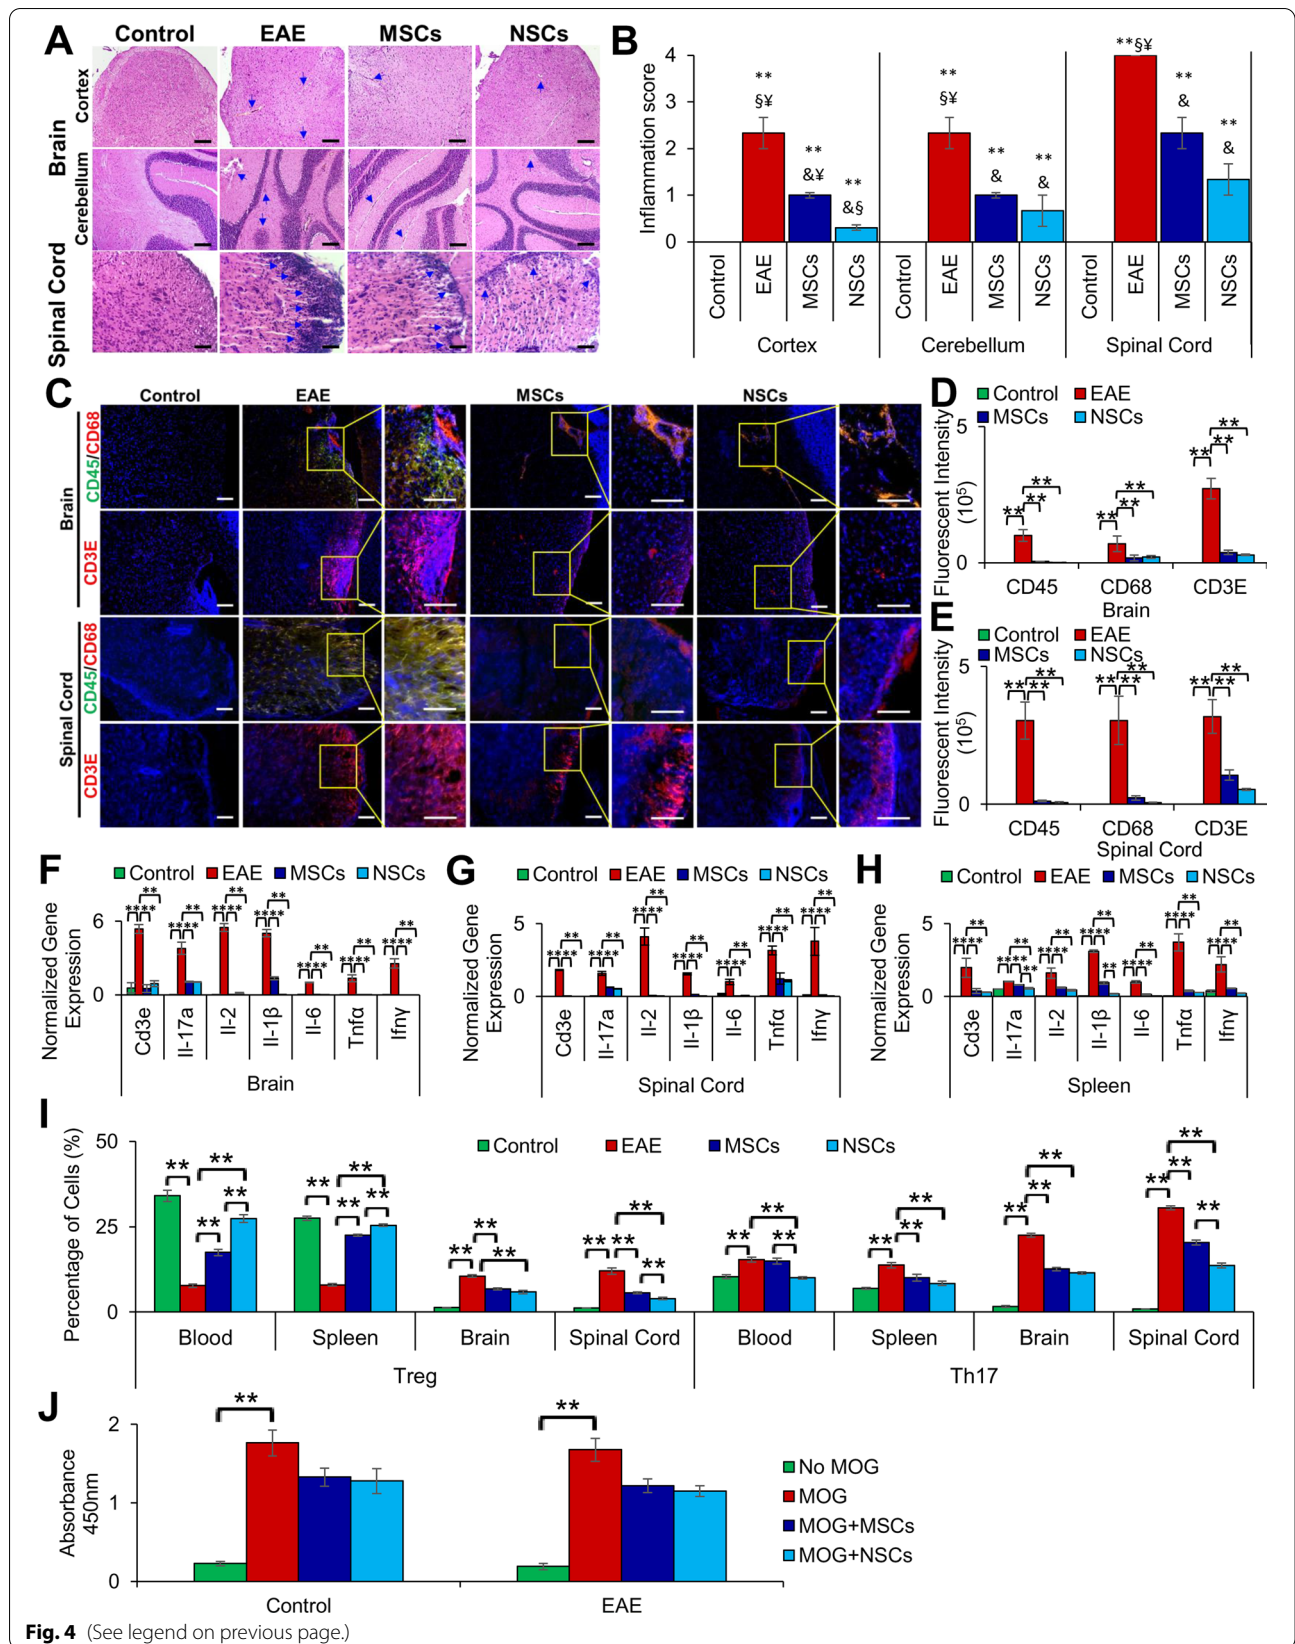 A
Control EAE MSCs NSCs
Brain
Cortex
Cerebellum
Spinal Cord
B
Inflammation score
4
3
2
1
0
**
§¥
**
&¥
**
&§
**
§¥
**
&
**
&
**§¥
**
&
**
&
Control EAE MSCs NSCs Control EAE MSCs NSCs Control EAE MSCs NSCs
Cortex Cerebellum Spinal Cord
C
Control EAE MSCs NSCs
Brain
CD45/CD68
CD3E
Spinal Cord
CD45/CD68
CD3E
D
Control EAE
MSCs NSCs
Fluorescent Intensity
(10⁵)
5
0
** ** **
** ** **
** ** **
CD45 CD68 CD3E
Brain
E
Control EAE
MSCs NSCs
Fluorescent Intensity
(10⁵)
5
0
** ** **
** ** **
** ** **
CD45 CD68 CD3E
Spinal Cord
F
Control EAE MSCs NSCs
Normalized Gene
Expression
6
0
** ** ** ** ** ** **
**** **** **** **** **** **** ****
Cd3e Il-17a Il-2 Il-1β Il-6 Tnfα Ifnγ
Brain
G
Control EAE MSCs NSCs
Normalized Gene
Expression
5
0
** ** ** ** ** ** **
**** **** **** **** **** **** ****
Cd3e Il-17a Il-2 Il-1β Il-6 Tnfα Ifnγ
Spinal Cord
H
Control EAE MSCs NSCs
Normalized Gene
Expression
5
0
** ** ** ** ** ** **
**** **** **** **** **** **** ****
** **
Cd3e Il-17a Il-2 Il-1β Il-6 Tnfα Ifnγ
Spleen
I
Control EAE MSCs NSCs
Percentage of Cells (%)
50
25
0
** ** ** **
** ** ** **
** ** **
** ** ** **
** ** **
** ** **
** ** **
** ** ** **
Blood Spleen Brain Spinal Cord Blood Spleen Brain Spinal Cord
Treg Th17
J
Absorbance
450nm
2
1
0
** **
Control EAE
No MOG
MOG
MOG+MSCs
MOG+NSCs
Fig. 4 (See legend on previous page.)